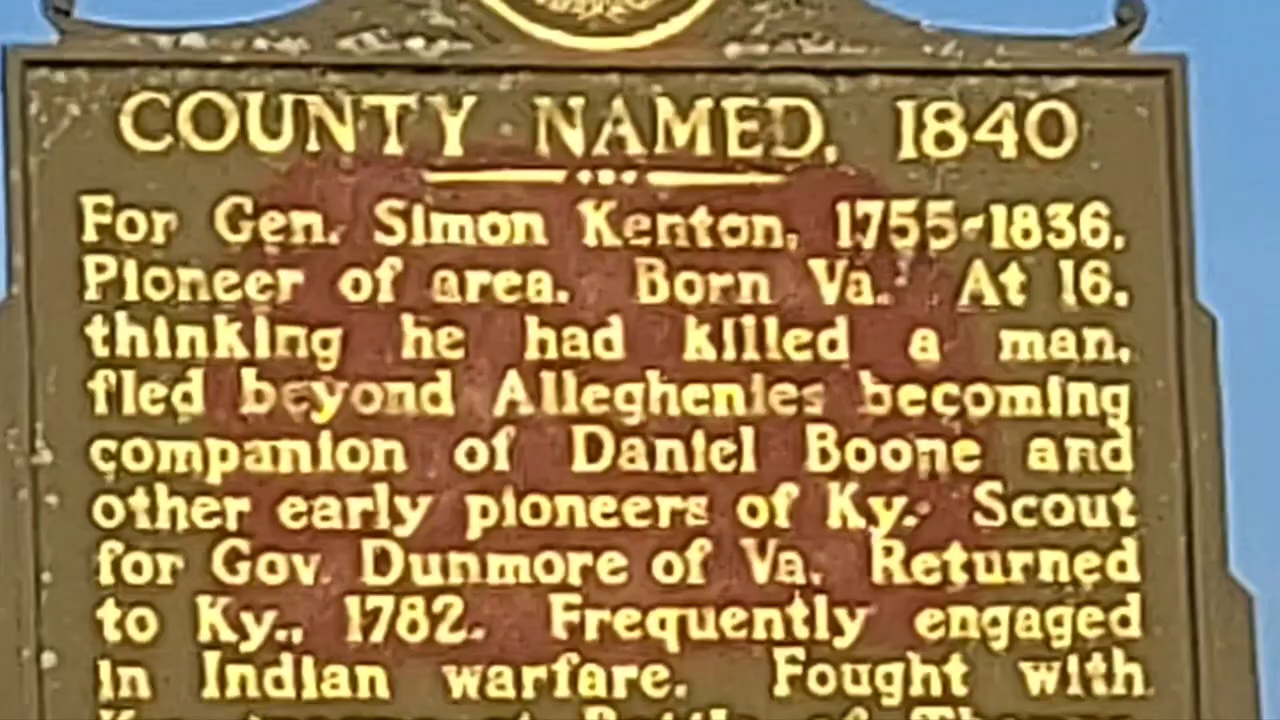 COUNTY NAMED, 1840
For Gen. Simon Kenton, 1755-1836.
Pioneer of area. Born Va. At 16,
thinking he had killed a man,
fled beyond Alleghenies becoming
companion of Daniel Boone and
other early pioneers of Ky. Scout
for Gov. Dunmore of Va. Returned
to Ky., 1782. Frequently engaged
in Indian warfare. Fought with
Battle of